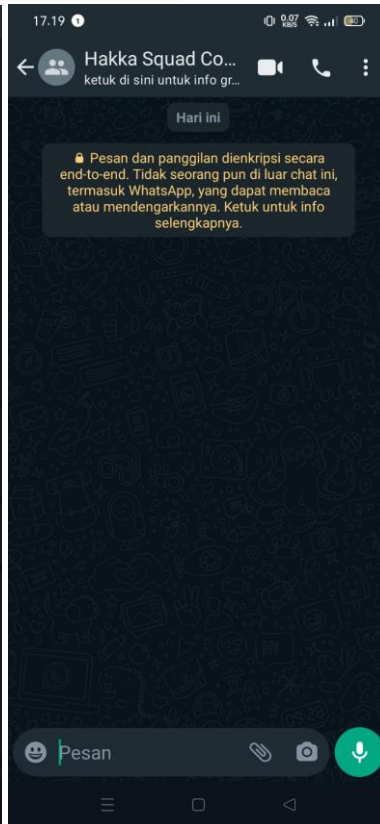 17.19 1 0.07 KB/S 40
Hakka Squad Co...
ketuk di sini untuk info gr...
Hari ini
Pesan dan panggilan dienkripsi secara
end-to-end. Tidak seorang pun di luar chat ini,
termasuk WhatsApp, yang dapat membaca
atau mendengarkannya. Ketuk untuk info
selengkapnya.
Pesan